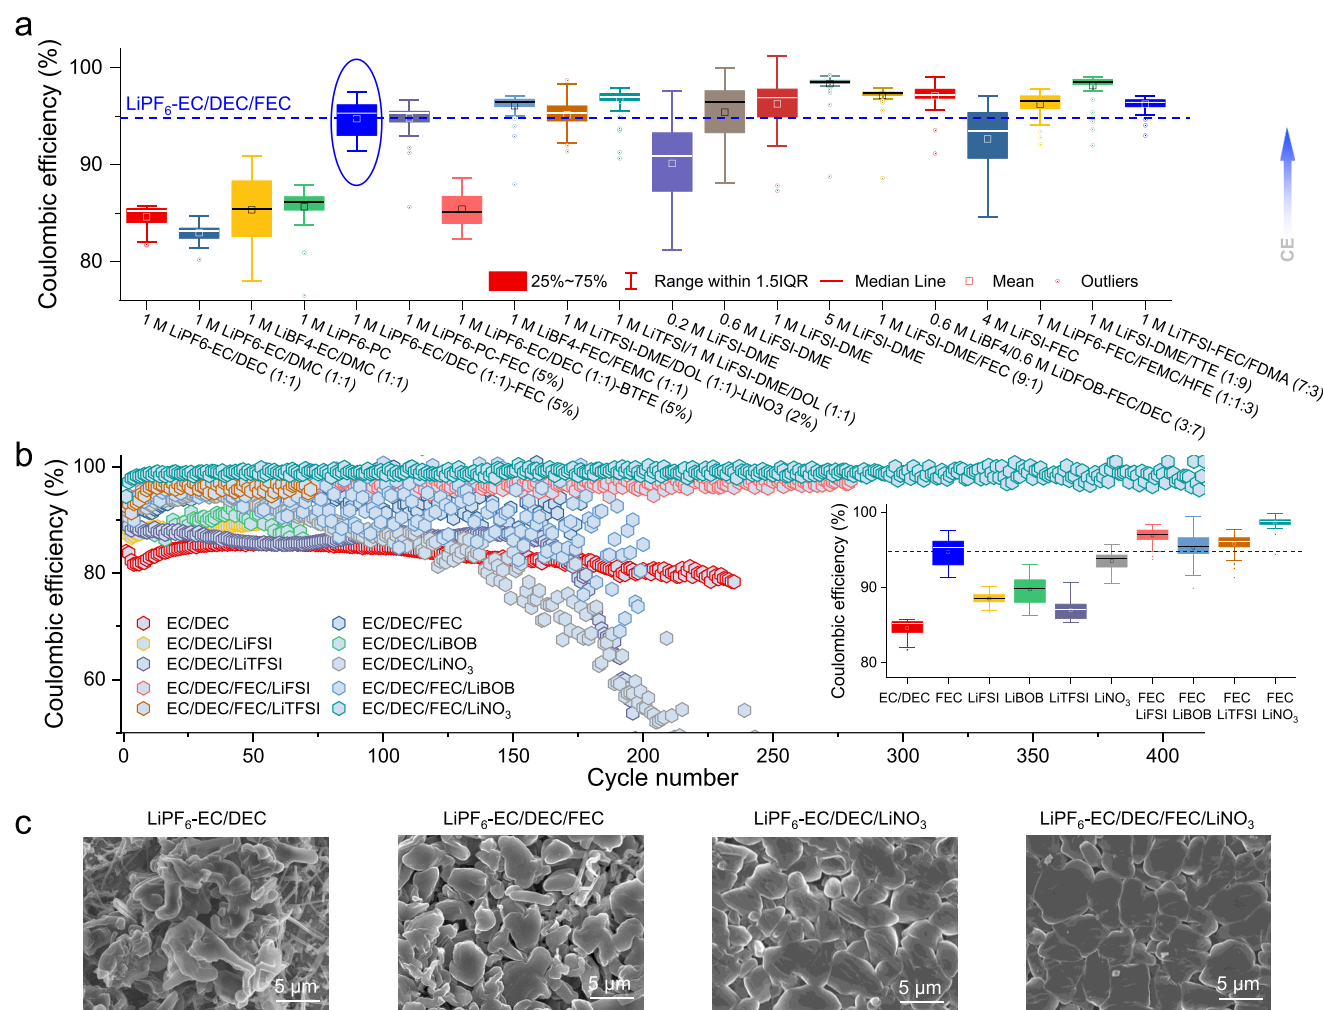 a
Coulombic efficiency (%)
100
90
80
LiPF6-EC/DEC/FEC
CE
25%~75%
Range within 1.5IQR
Median Line
Mean
Outliers
1 M LiPF6-EC/DEC (1:1)
1 M LiPF6-EC/DMC (1:1)
1 M LiBF4-EC/DMC (1:1)
1 M LiPF6-PC
1 M LiPF6-EC/DEC (1:1)-FEC (5%)
1 M LiPF6-PC-FEC (5%)
1 M LiPF6-EC/DEC (1:1)-BTFE (5%)
1 M LiBF4-FEC/FEMC (1:1)
1 M LiTFSI-DME/DOL (1:1)-LiNO3 (2%)
1 M LiTFSI/1 M LiFSI-DME/DOL (1:1)
0.2 M LiFSI-DME
0.6 M LiFSI-DME
1 M LiFSI-DME
5 M LiFSI-DME
1 M LiFSI-DME/FEC (9:1)
0.6 M LiBF4/0.6 M LiDFOB-FEC/DEC (3:7)
4 M LiFSI-FEC
1 M LiPF6-FEC/FEMC/HFE (1:1:3)
1 M LiFSI-DME/TTE (1:9)
1 M LiTFSI-FEC/FDMA (7:3)
b
Coulombic efficiency (%)
100
80
60
EC/DEC
EC/DEC/FEC
EC/DEC/LiFSI
EC/DEC/LiBOB
EC/DEC/LiTFSI
EC/DEC/LiNO3
EC/DEC/FEC/LiFSI
EC/DEC/FEC/LiBOB
EC/DEC/FEC/LiTFSI
EC/DEC/FEC/LiNO3
0 50 100 150 200 250 300 350 400
Cycle number
Coulombic efficiency (%)
100
90
80
EC/DEC FEC LiFSI LiBOB LiTFSI LiNO3 FEC FEC FEC FEC
LiFSI LiBOB LiTFSI LiNO3
c
LiPF6-EC/DEC
LiPF6-EC/DEC/FEC
LiPF6-EC/DEC/LiNO3
LiPF6-EC/DEC/FEC/LiNO3
5 μm
5 μm
5 μm
5 μm